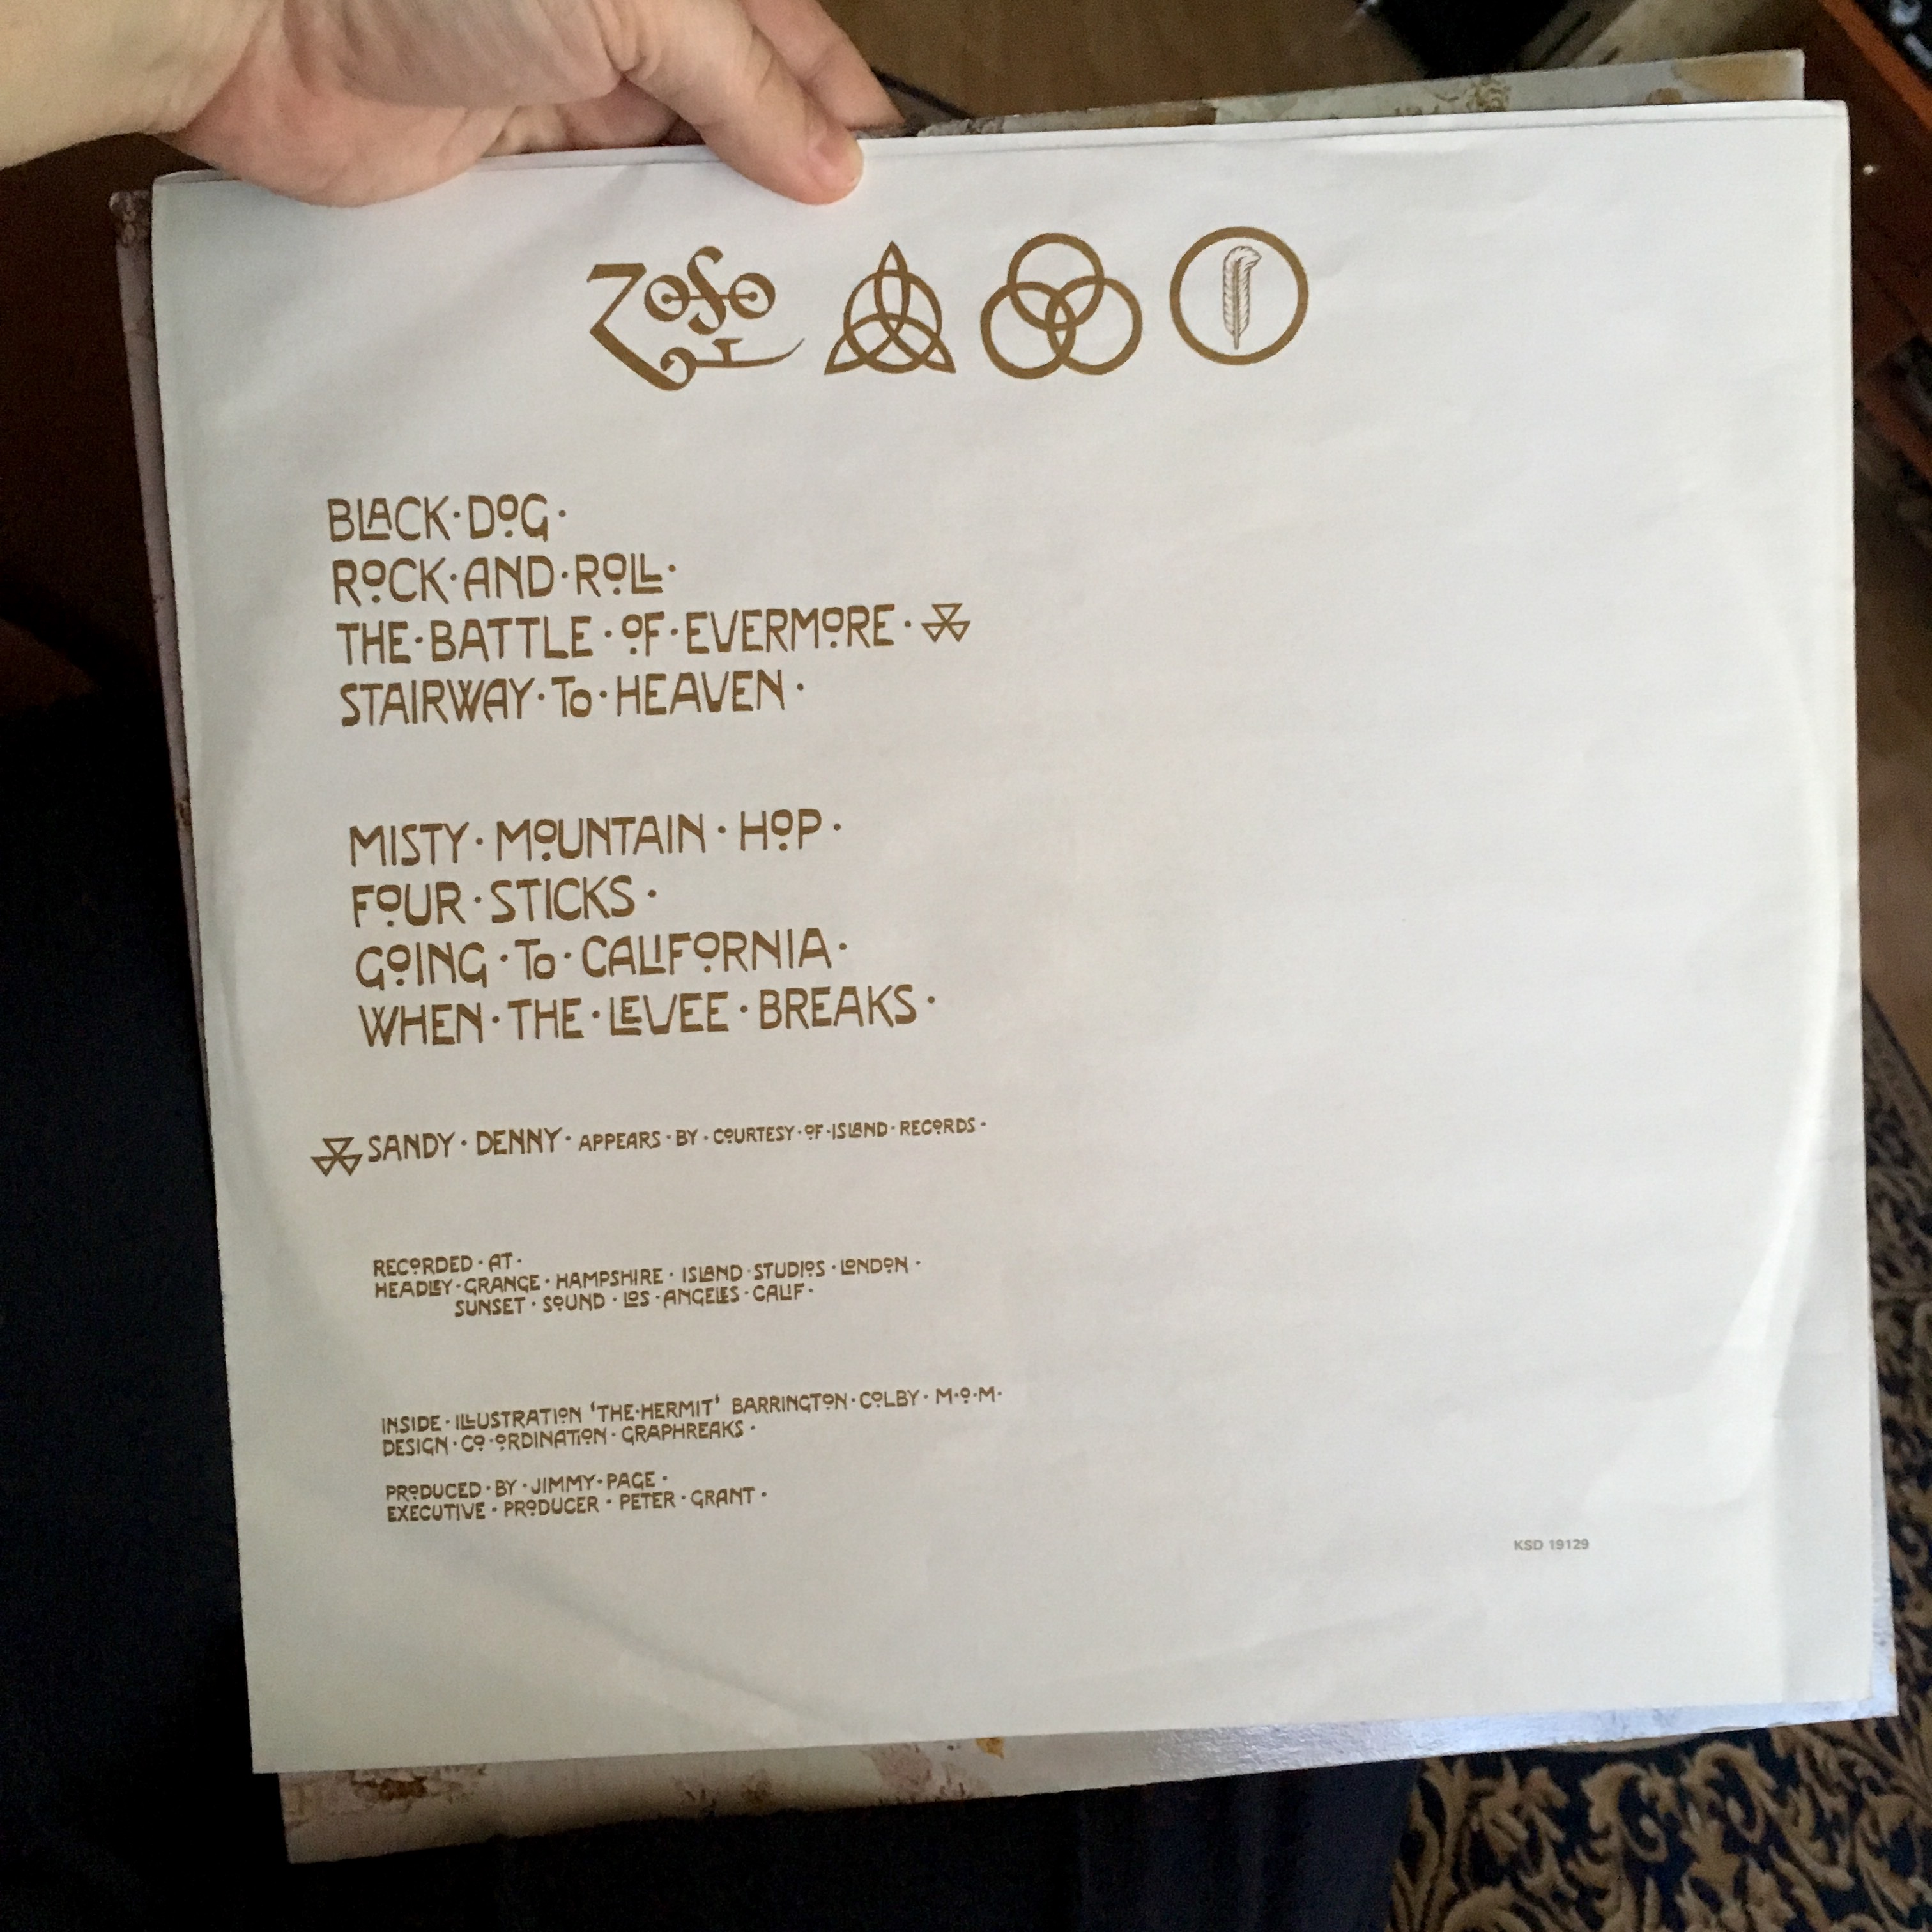 ZOSO
BLACK·DOG·
ROCK·AND·ROLL·
THE·BATTLE·OF·EVERMORE·
STAIRWAY·TO·HEAVEN·
MISTY·MOUNTAIN·HOP·
FOUR·STICKS·
GOING·TO·CALIFORNIA·
WHEN·THE·LEVEE·BREAKS·
SANDY·DENNY·APPEARS·BY·COURTESY·OF·ISLAND·RECORDS·
RECORDED·AT·
HEADLEY·GRANGE·HAMPSHIRE·ISLAND·STUDIOS·LONDON·
SUNSET·SOUND·LOS·ANGELES·CALIF·
INSIDE·ILLUSTRATION 'THE·HERMIT' BARRINGTON·COLBY·M·O·M·
DESIGN·CO·ORDINATION·GRAPHREAKS·
PRODUCED·BY·JIMMY·PAGE·
EXECUTIVE·PRODUCER·PETER·GRANT·
KSD 19129